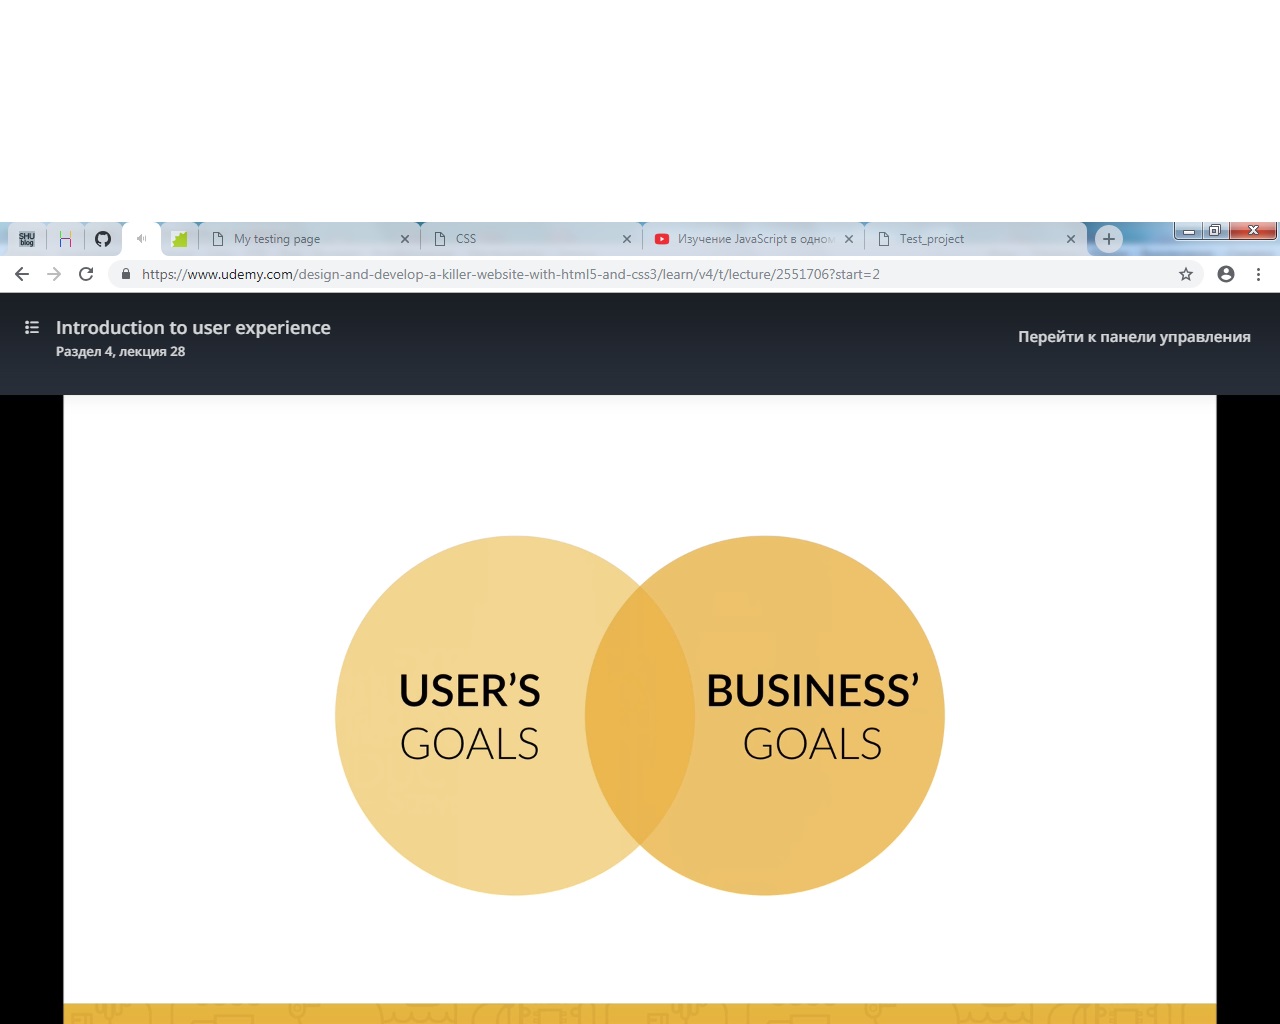 SHU
blog
My testing page
CSS
Изучение JavaScript в одном
Test_project
https://www.udemy.com/design-and-develop-a-killer-website-with-html5-and-css3/learn/v4/t/lecture/2551706?start=2
Introduction to user experience
Раздел 4, лекция 28
Перейти к панели управления
USER’S
GOALS
BUSINESS’
GOALS